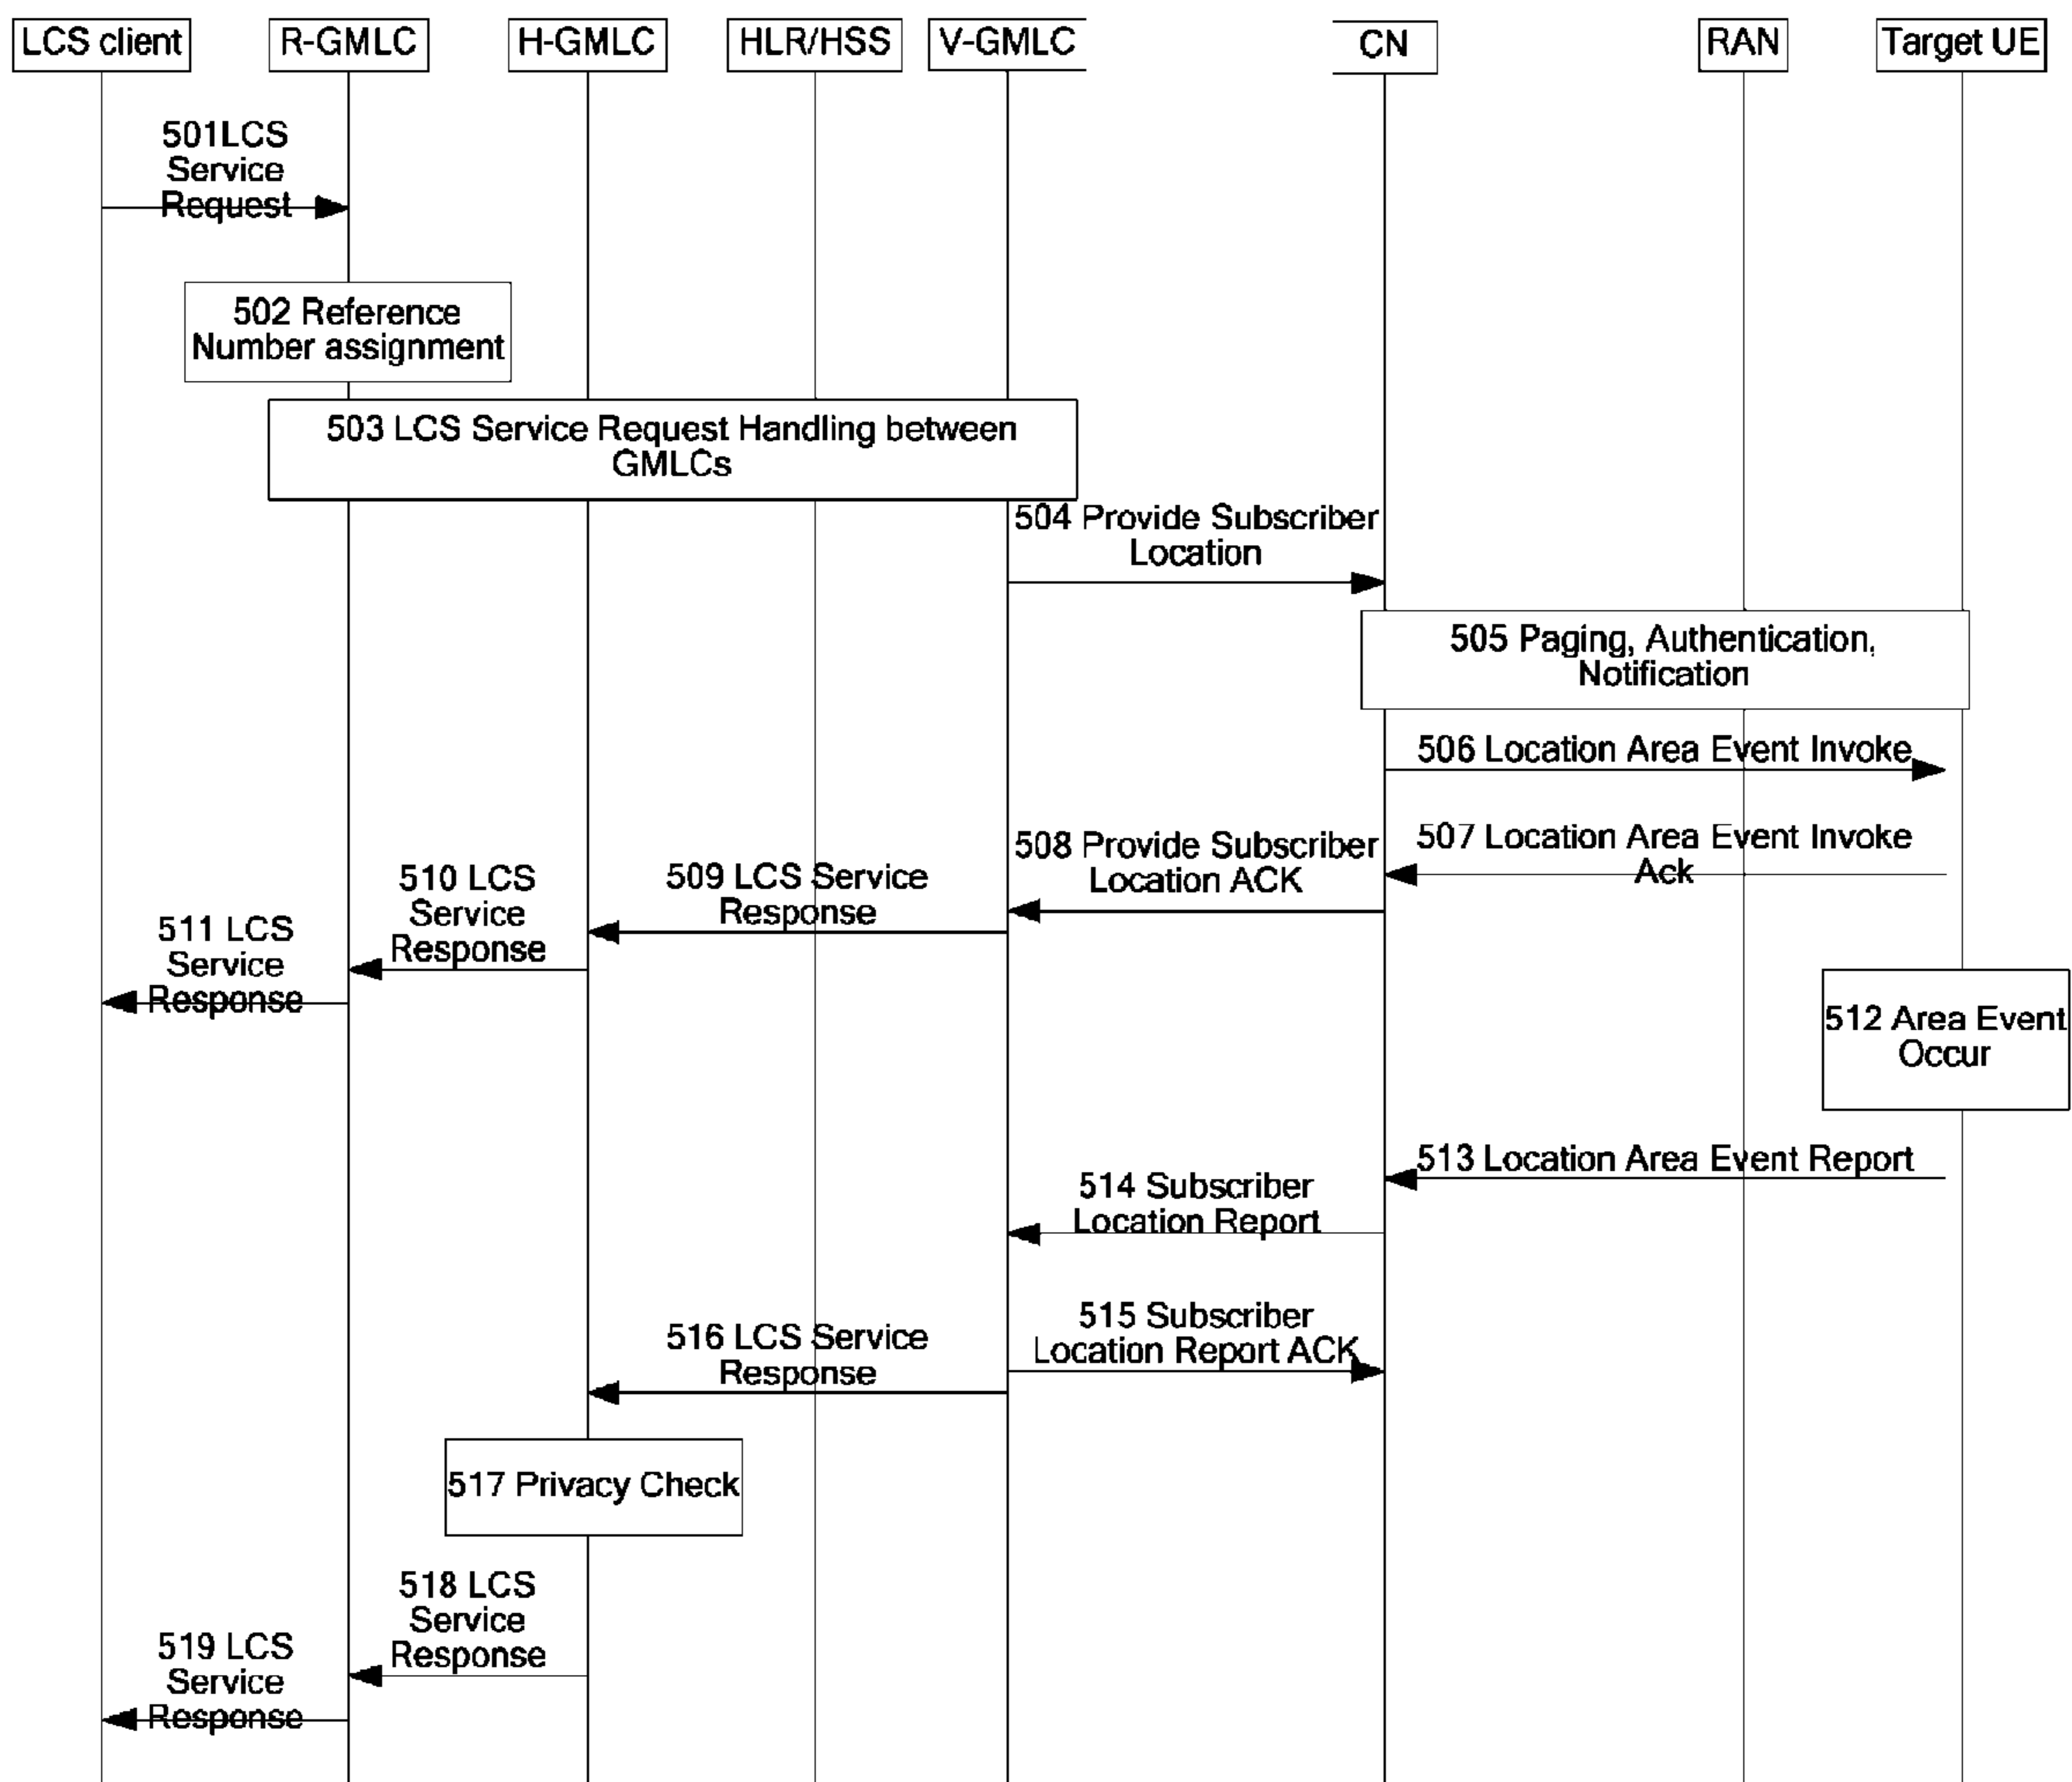 LCS client
R-GMLC
H-GMLC
HLR/HSS
V-GMLC
CN
RAN
Target UE
501LCS
Service
Request
502 Reference
Number assignment
503 LCS Service Request Handling between
GMLCs
504 Provide Subscriber
Location
505 Paging, Authentication,
Notification
506 Location Area Event Invoke
507 Location Area Event Invoke
Ack
508 Provide Subscriber
Location ACK
509 LCS Service
Response
510 LCS
Service
Response
511 LCS
Service
Response
512 Area Event
Occur
513 Location Area Event Report
514 Subscriber
Location Report
515 Subscriber
Location Report ACK
516 LCS Service
Response
517 Privacy Check
518 LCS
Service
Response
519 LCS
Service
Response